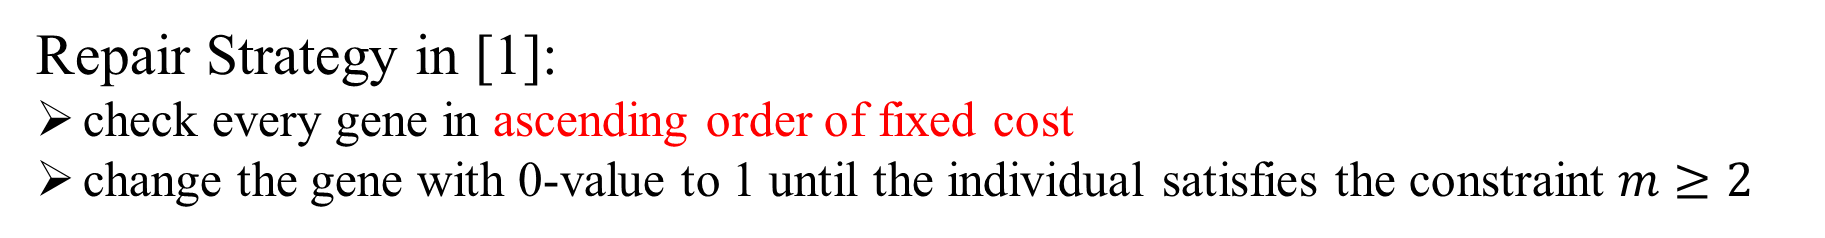 Repair Strategy in [1]:
➢ check every gene in ascending order of fixed cost
➢ change the gene with 0-value to 1 until the individual satisfies the constraint 𝑚 ≥ 2